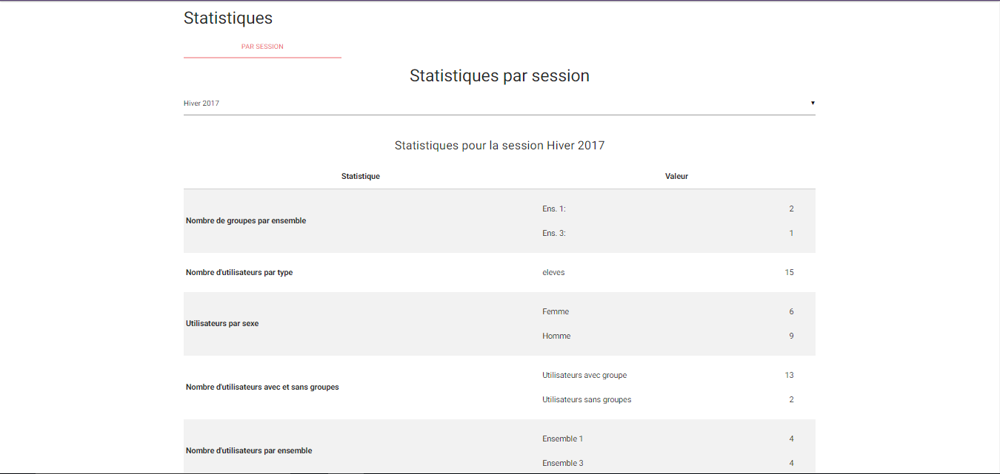 Statistiques
PAR SESSION
Statistiques par session
Hiver 2017 ▼
Statistiques pour la session Hiver 2017
Statistique Valeur
Nombre de groupes par ensemble
Ens. 1: 2
Ens. 3: 1
Nombre d'utilisateurs par type eleves 15
Utilisateurs par sexe
Femme 6
Homme 9
Nombre d'utilisateurs avec et sans groupes
Utilisateurs avec groupe 13
Utilisateurs sans groupes 2
Nombre d'utilisateurs par ensemble
Ensemble 1 4
Ensemble 3 4